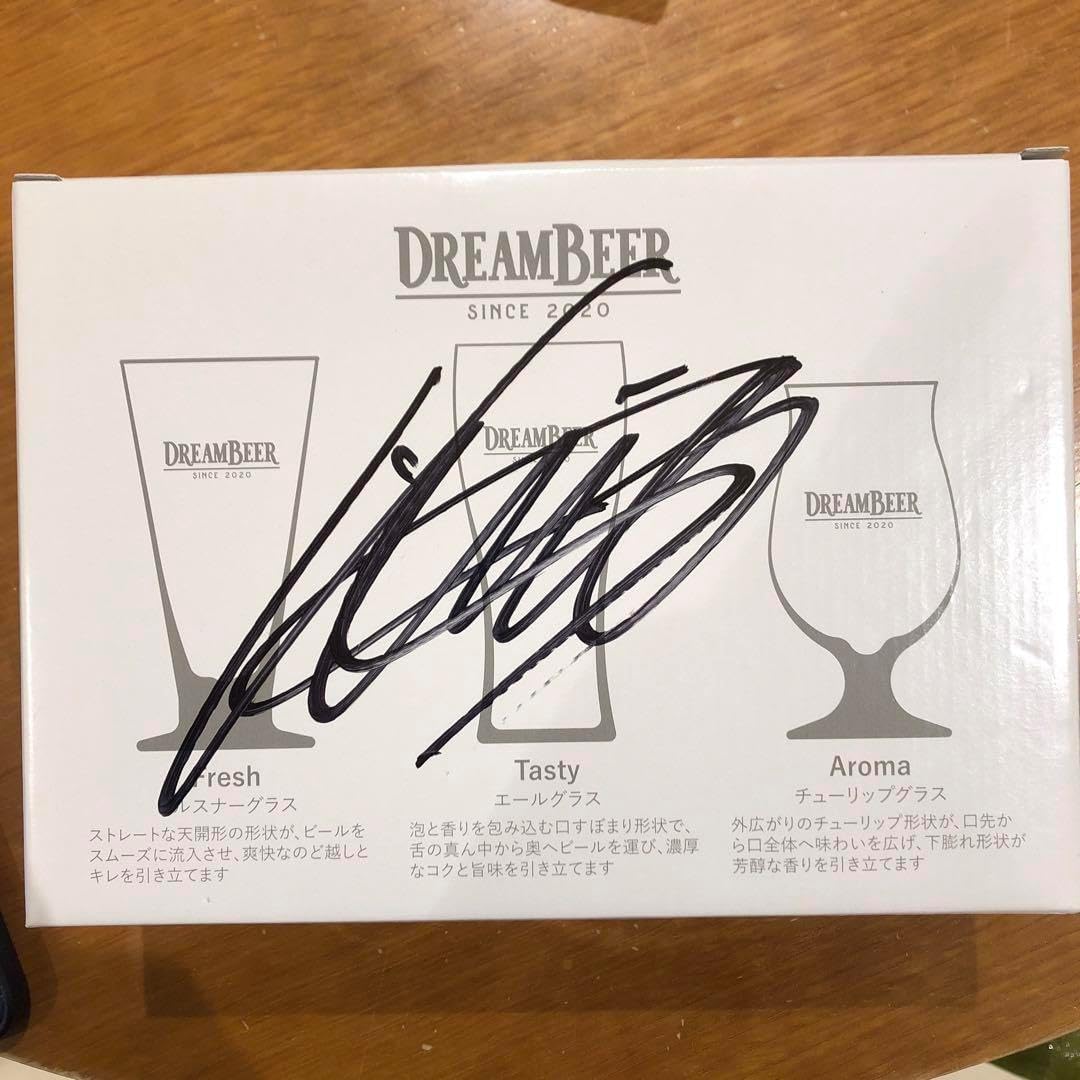 DREAMBEER
SINCE 2020
DREAMBEER
SINCE 2020
DREAMBEER
DREAMBEER
SINCE 2020
Fresh
ルスナーグラス
ストレートな天開形の形状が、ビールを
スムーズに流入させ、爽快なのど越しと
キレを引き立てます
Tasty
エールグラス
泡と香りを包み込む口すぼまり形状で、
舌の真ん中から奥へビールを運び、濃厚
なコクと旨味を引き立てます
Aroma
チューリップグラス
外広がりのチューリップ形状が、口先か
ら口全体へ味わいを広げ、下膨れ形状が
芳醇な香りを引き立てます